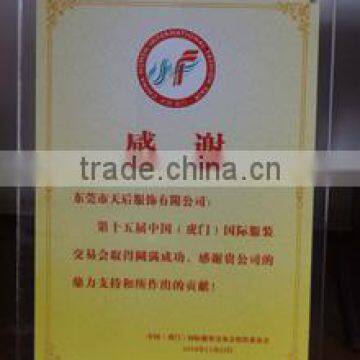 感 谢
trade.china.cn
东莞市天后服饰有限公司：
第十五届中国（虎门）国际服装
交易会取得圆满成功，感谢贵公司的
鼎力支持和所作出的贡献！